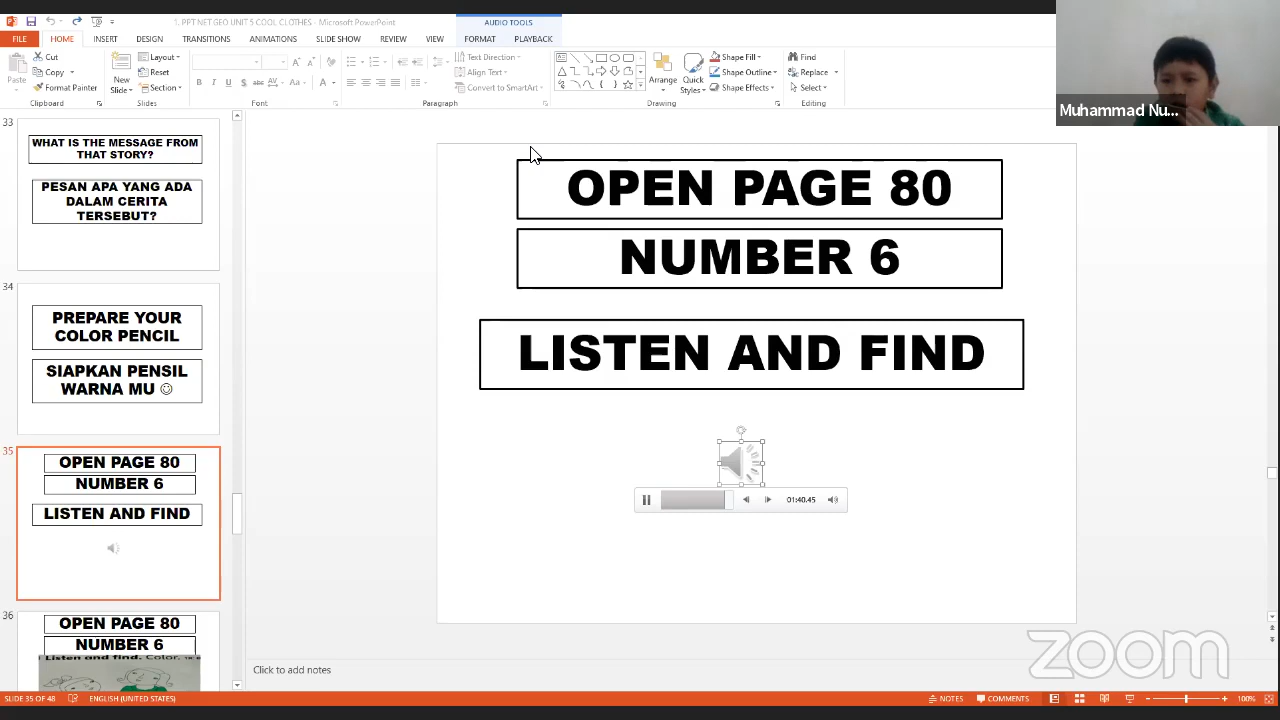 1. PPT NET GEO UNIT 5 COOL CLOTHES - Microsoft PowerPoint
AUDIO TOOLS
FILE HOME INSERT DESIGN TRANSITIONS ANIMATIONS SLIDE SHOW REVIEW VIEW FORMAT PLAYBACK
Paste
Cut
Copy
Format Painter
Clipboard
New Slide
Layout
Reset
Section
Slides
Font
Text Direction
Align Text
Convert to SmartArt
Paragraph
Arrange
Quick Styles
Shape Fill
Shape Outline
Shape Effects
Drawing
Find
Replace
Select
Editing
Muhammad Nu...
33
WHAT IS THE MESSAGE FROM
THAT STORY?
PESAN APA YANG ADA
DALAM CERITA
TERSEBUT?
34
PREPARE YOUR
COLOR PENCIL
SIAPKAN PENSIL
WARNA MU ☺
35
OPEN PAGE 80
NUMBER 6
LISTEN AND FIND
36
OPEN PAGE 80
NUMBER 6
Listen and find. Color.
OPEN PAGE 80
NUMBER 6
LISTEN AND FIND
01:40.45
zoom
Click to add notes
SLIDE 35 OF 48 ENGLISH (UNITED STATES) NOTES COMMENTS 100%